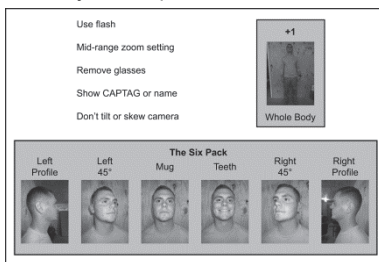 Use flash
Mid-range zoom setting
Remove glasses
Show CAPTAG or name
Don't tilt or skew camera
+1
Whole Body
The Six Pack
Left
Profile
Left
45°
Mug
Teeth
Right
45°
Right
Profile